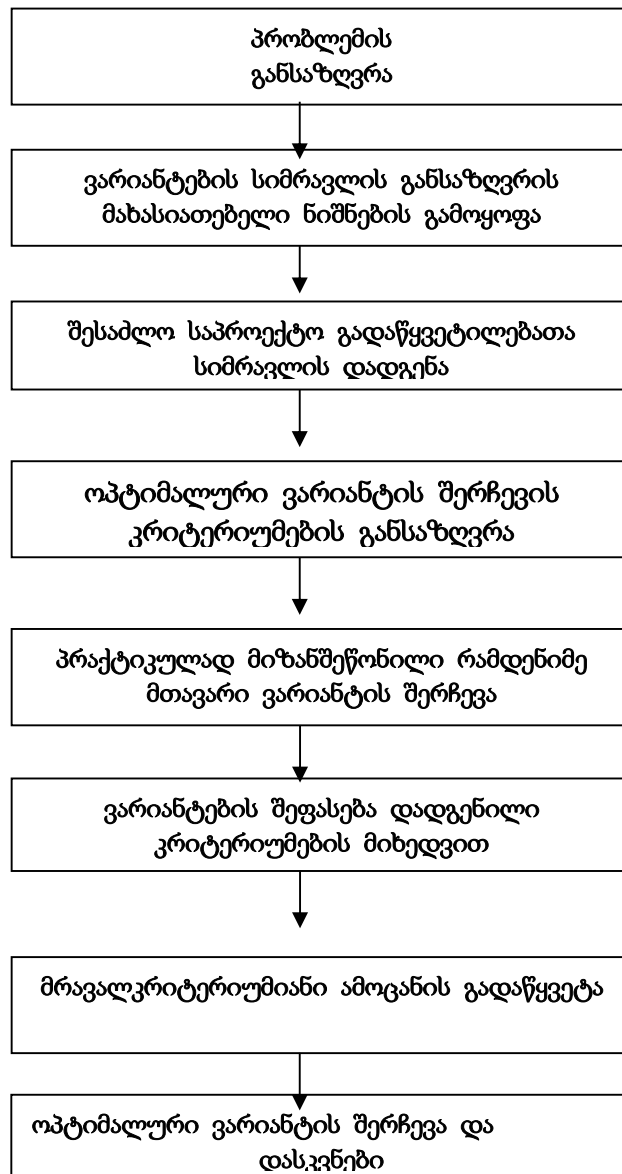 პრობლემის
განსაზღვრა
ვარიანტების სიმრავლის განსაზღვრის
მახასიათებელი ნიშნების გამოყოფა
შესაძლო საპროექტო გადაწყვეტილებათა
სიმრავლის დადგენა
ოპტიმალური ვარიანტის შერჩევის
კრიტერიუმების განსაზღვრა
პრაქტიკულად მიზანშეწონილი რამდენიმე
მთავარი ვარიანტის შერჩევა
ვარიანტების შეფასება დადგენილი
კრიტერიუმების მიხედვით
მრავალკრიტერიუმიანი ამოცანის გადაწყვეტა
ოპტიმალური ვარიანტის შერჩევა და
დასკვნები